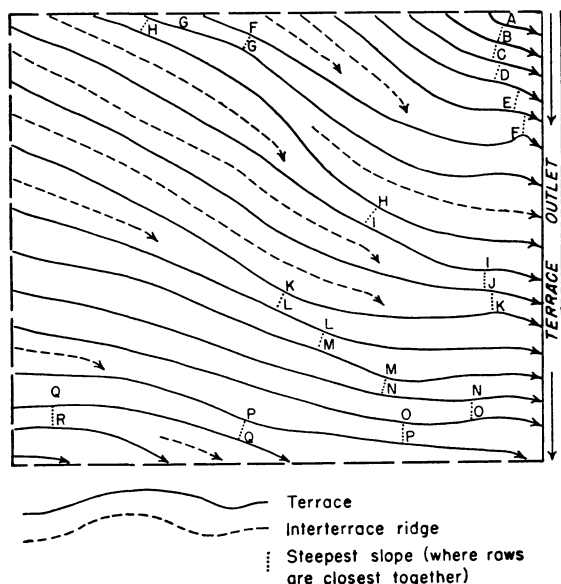 A
B
C
D
E
F
G
F
H
G
H
I
I
J
K
K
L
L
M
M
N
N
O
O
P
P
Q
Q
R
TERRACE OUTLET
Terrace
Interterrace ridge
Steepest slope (where rows
are closest together)